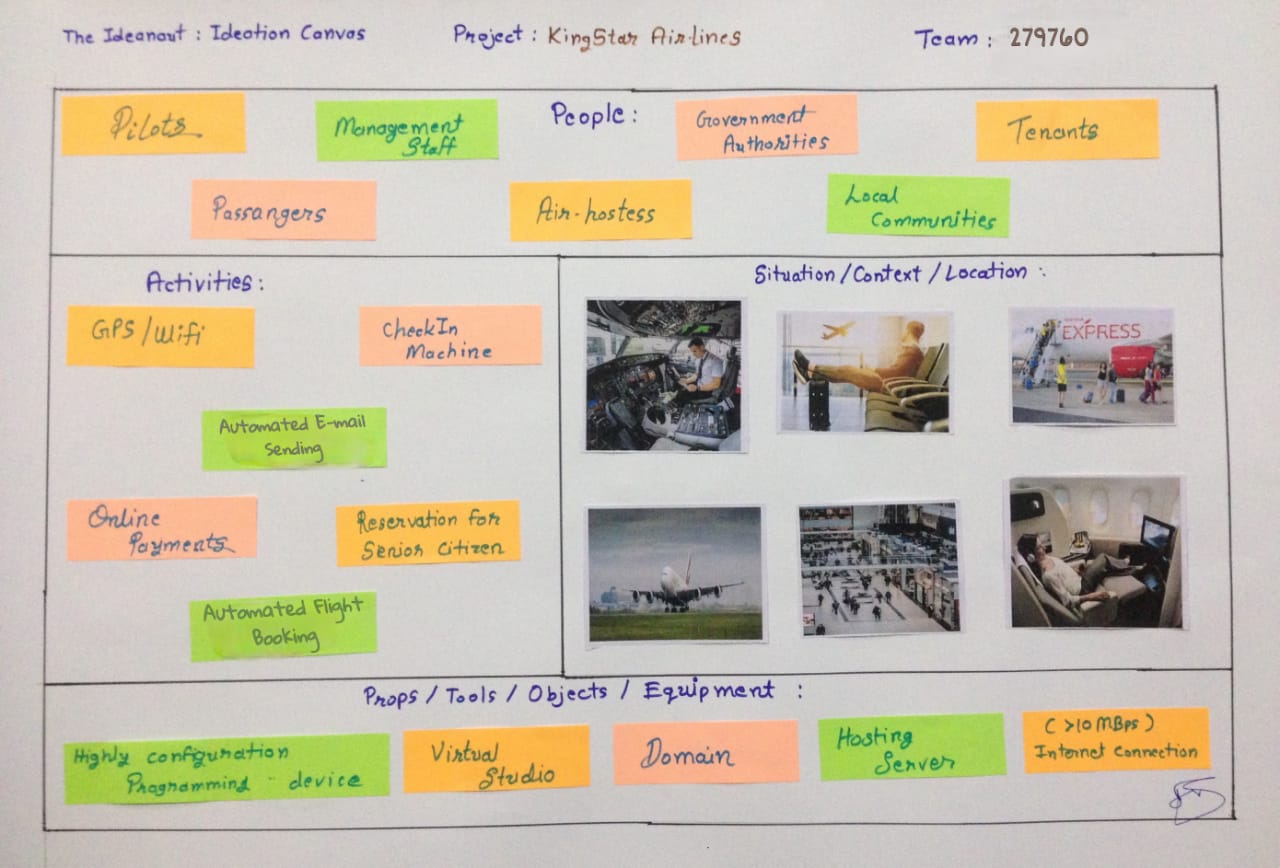 The Ideanaut : Ideation Canvas Project : KingStar Air-lines Team : 279760
People :
Pilots
Management
Staff
Government
Authorities
Tenants
Passangers
Air-hostess
Local
Communities
Activities :
GPS/Wifi
CheckIn
Machine
Automated E-mail
Sending
Online
Payments
Reservation for
Senior Citizen
Automated Flight
Booking
Situation/Context/Location :
EXPRESS
Props / Tools / Objects / Equipment :
Highly configuration
Programming device
Virtual
Studio
Domain
Hosting
Server
( >10 MBps )
Internet Connection